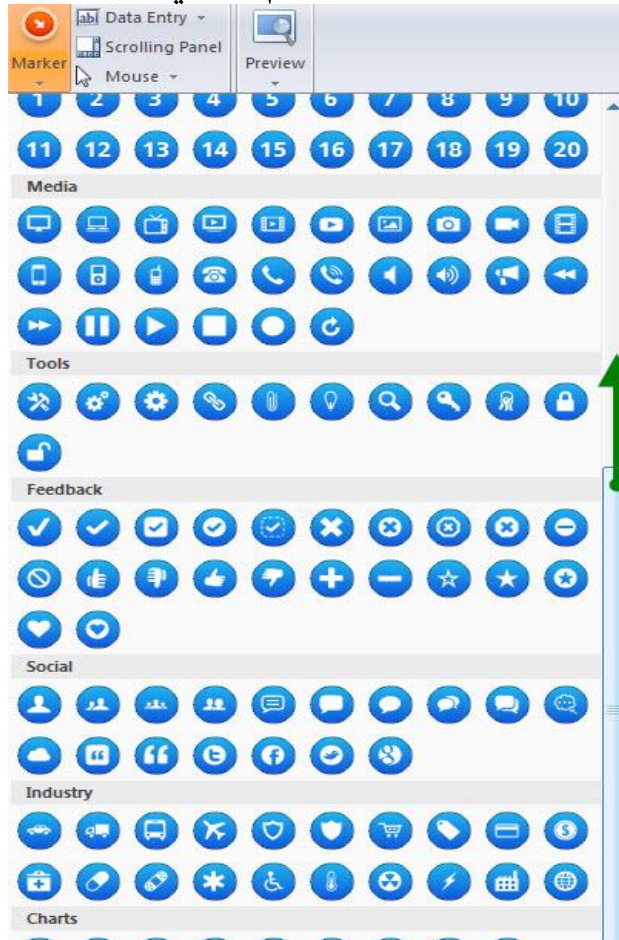 Marker
Data Entry
Scrolling Panel
Mouse
Preview
1 2 3 4 5 6 7 8 9 10
11 12 13 14 15 16 17 18 19 20
Media
Tools
Feedback
Social
Industry
Charts